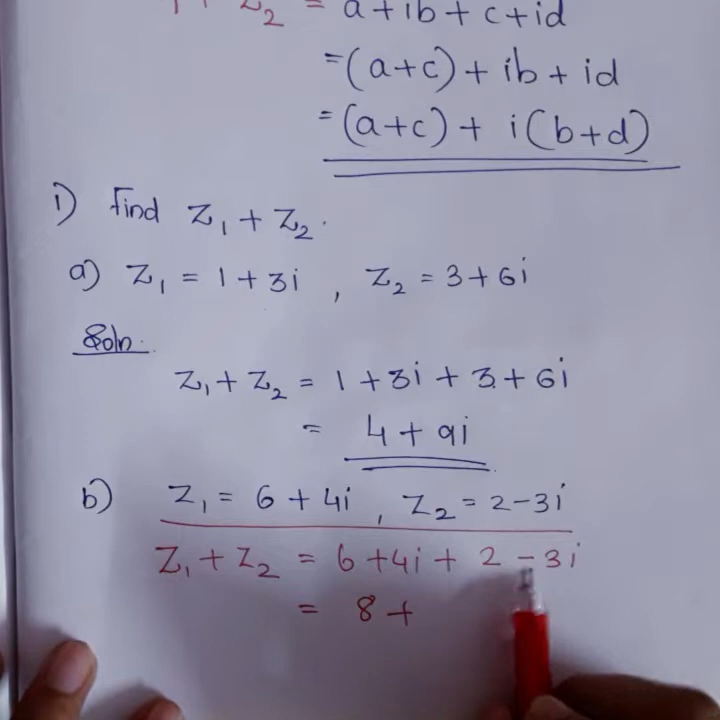 Z₂ = a + ib + c + id
= (a+c) + ib + id
= (a+c) + i(b+d)
1) Find Z₁ + Z₂.
a) Z₁ = 1 + 3i , Z₂ = 3 + 6i
Soln.
Z₁ + Z₂ = 1 + 3i + 3 + 6i
= 4 + 9i
b) Z₁ = 6 + 4i , Z₂ = 2 - 3i
Z₁ + Z₂ = 6 + 4i + 2 - 3i
= 8 +